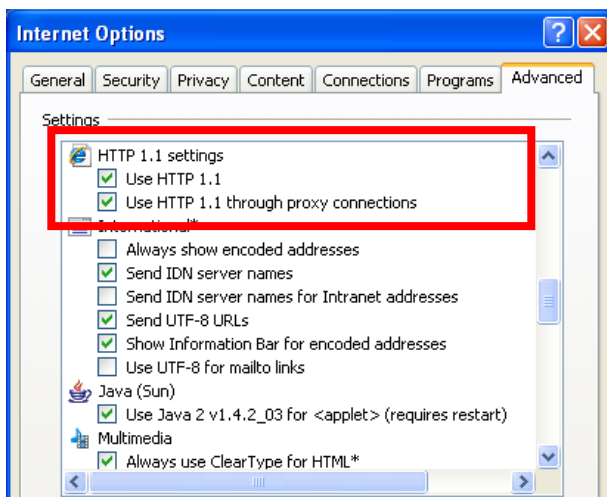 Internet Options
General Security Privacy Content Connections Programs Advanced
Settings
HTTP 1.1 settings
Use HTTP 1.1
Use HTTP 1.1 through proxy connections
International*
Always show encoded addresses
Send IDN server names
Send IDN server names for Intranet addresses
Send UTF-8 URLs
Show Information Bar for encoded addresses
Use UTF-8 for mailto links
Java (Sun)
Use Java 2 v1.4.2_03 for <applet> (requires restart)
Multimedia
Always use ClearType for HTML*